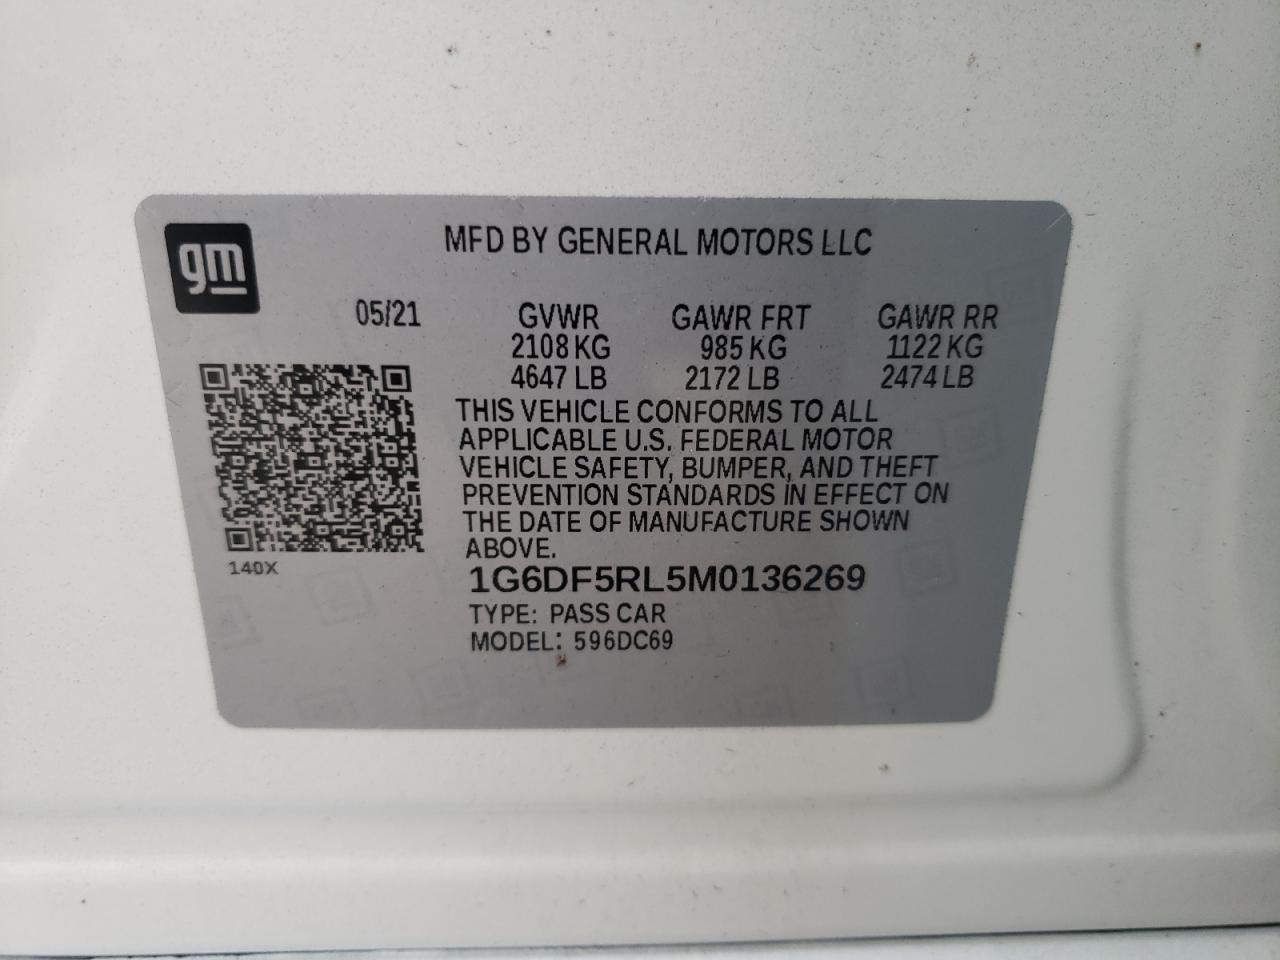 gm
MFD BY GENERAL MOTORS LLC
05/21 GVWR GAWR FRT GAWR RR
2108 KG 985 KG 1122 KG
4647 LB 2172 LB 2474 LB
THIS VEHICLE CONFORMS TO ALL
APPLICABLE U.S. FEDERAL MOTOR
VEHICLE SAFETY, BUMPER, AND THEFT
PREVENTION STANDARDS IN EFFECT ON
THE DATE OF MANUFACTURE SHOWN
ABOVE.
140X
1G6DF5RL5M0136269
TYPE: PASS CAR
MODEL: 596DC69